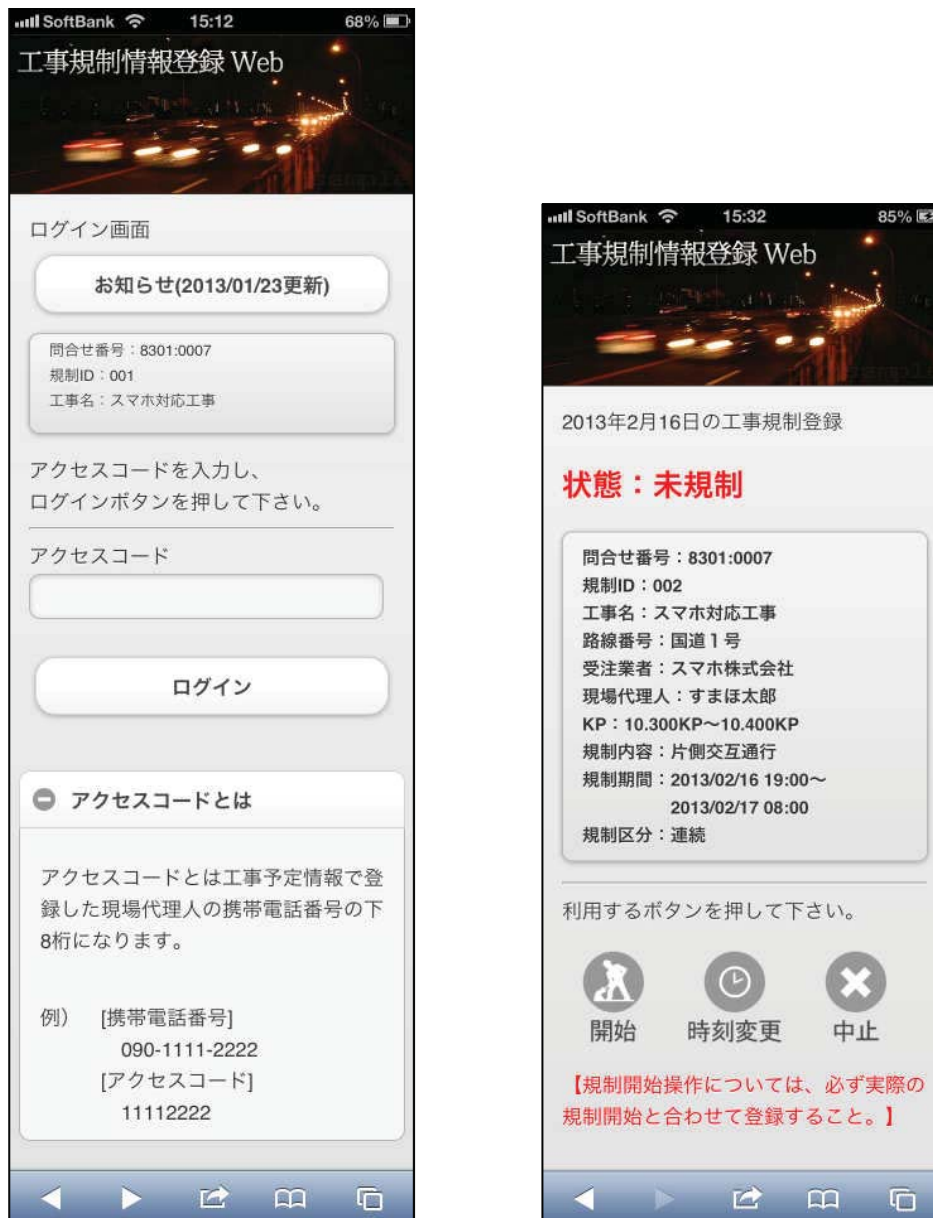 SoftBank 15:12 68%
工事規制情報登録 Web
ログイン画面
お知らせ(2013/01/23更新)
問合せ番号：8301:0007
規制ID：001
工事名：スマホ対応工事
アクセスコードを入力し、
ログインボタンを押して下さい。
アクセスコード
ログイン
アクセスコードとは
アクセスコードとは工事予定情報で登
録した現場代理人の携帯電話番号の下
8桁になります。
例） [携帯電話番号]
090-1111-2222
[アクセスコード]
11112222
SoftBank 15:32 85%
工事規制情報登録 Web
2013年2月16日の工事規制登録
状態：未規制
問合せ番号：8301:0007
規制ID：002
工事名：スマホ対応工事
路線番号：国道１号
受注業者：スマホ株式会社
現場代理人：すまほ太郎
KP：10.300KP～10.400KP
規制内容：片側交互通行
規制期間：2013/02/16 19:00～
2013/02/17 08:00
規制区分：連続
利用するボタンを押して下さい。
開始 時刻変更 中止
【規制開始操作については、必ず実際の
規制開始と合わせて登録すること。】